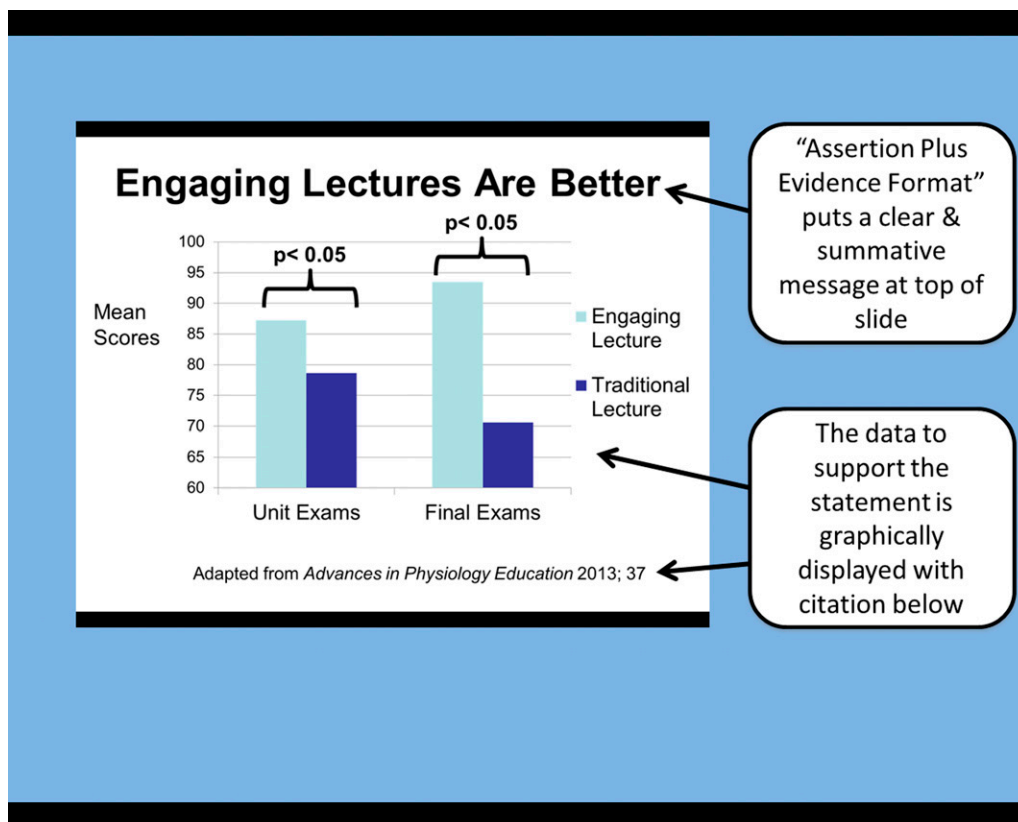 Engaging Lectures Are Better
p< 0.05
p< 0.05
100
95
90
85
80
75
70
65
60
Mean
Scores
Engaging
Lecture
Traditional
Lecture
Unit Exams
Final Exams
Adapted from Advances in Physiology Education 2013; 37
“Assertion Plus
Evidence Format”
puts a clear &
summative
message at top of
slide
The data to
support the
statement is
graphically
displayed with
citation below